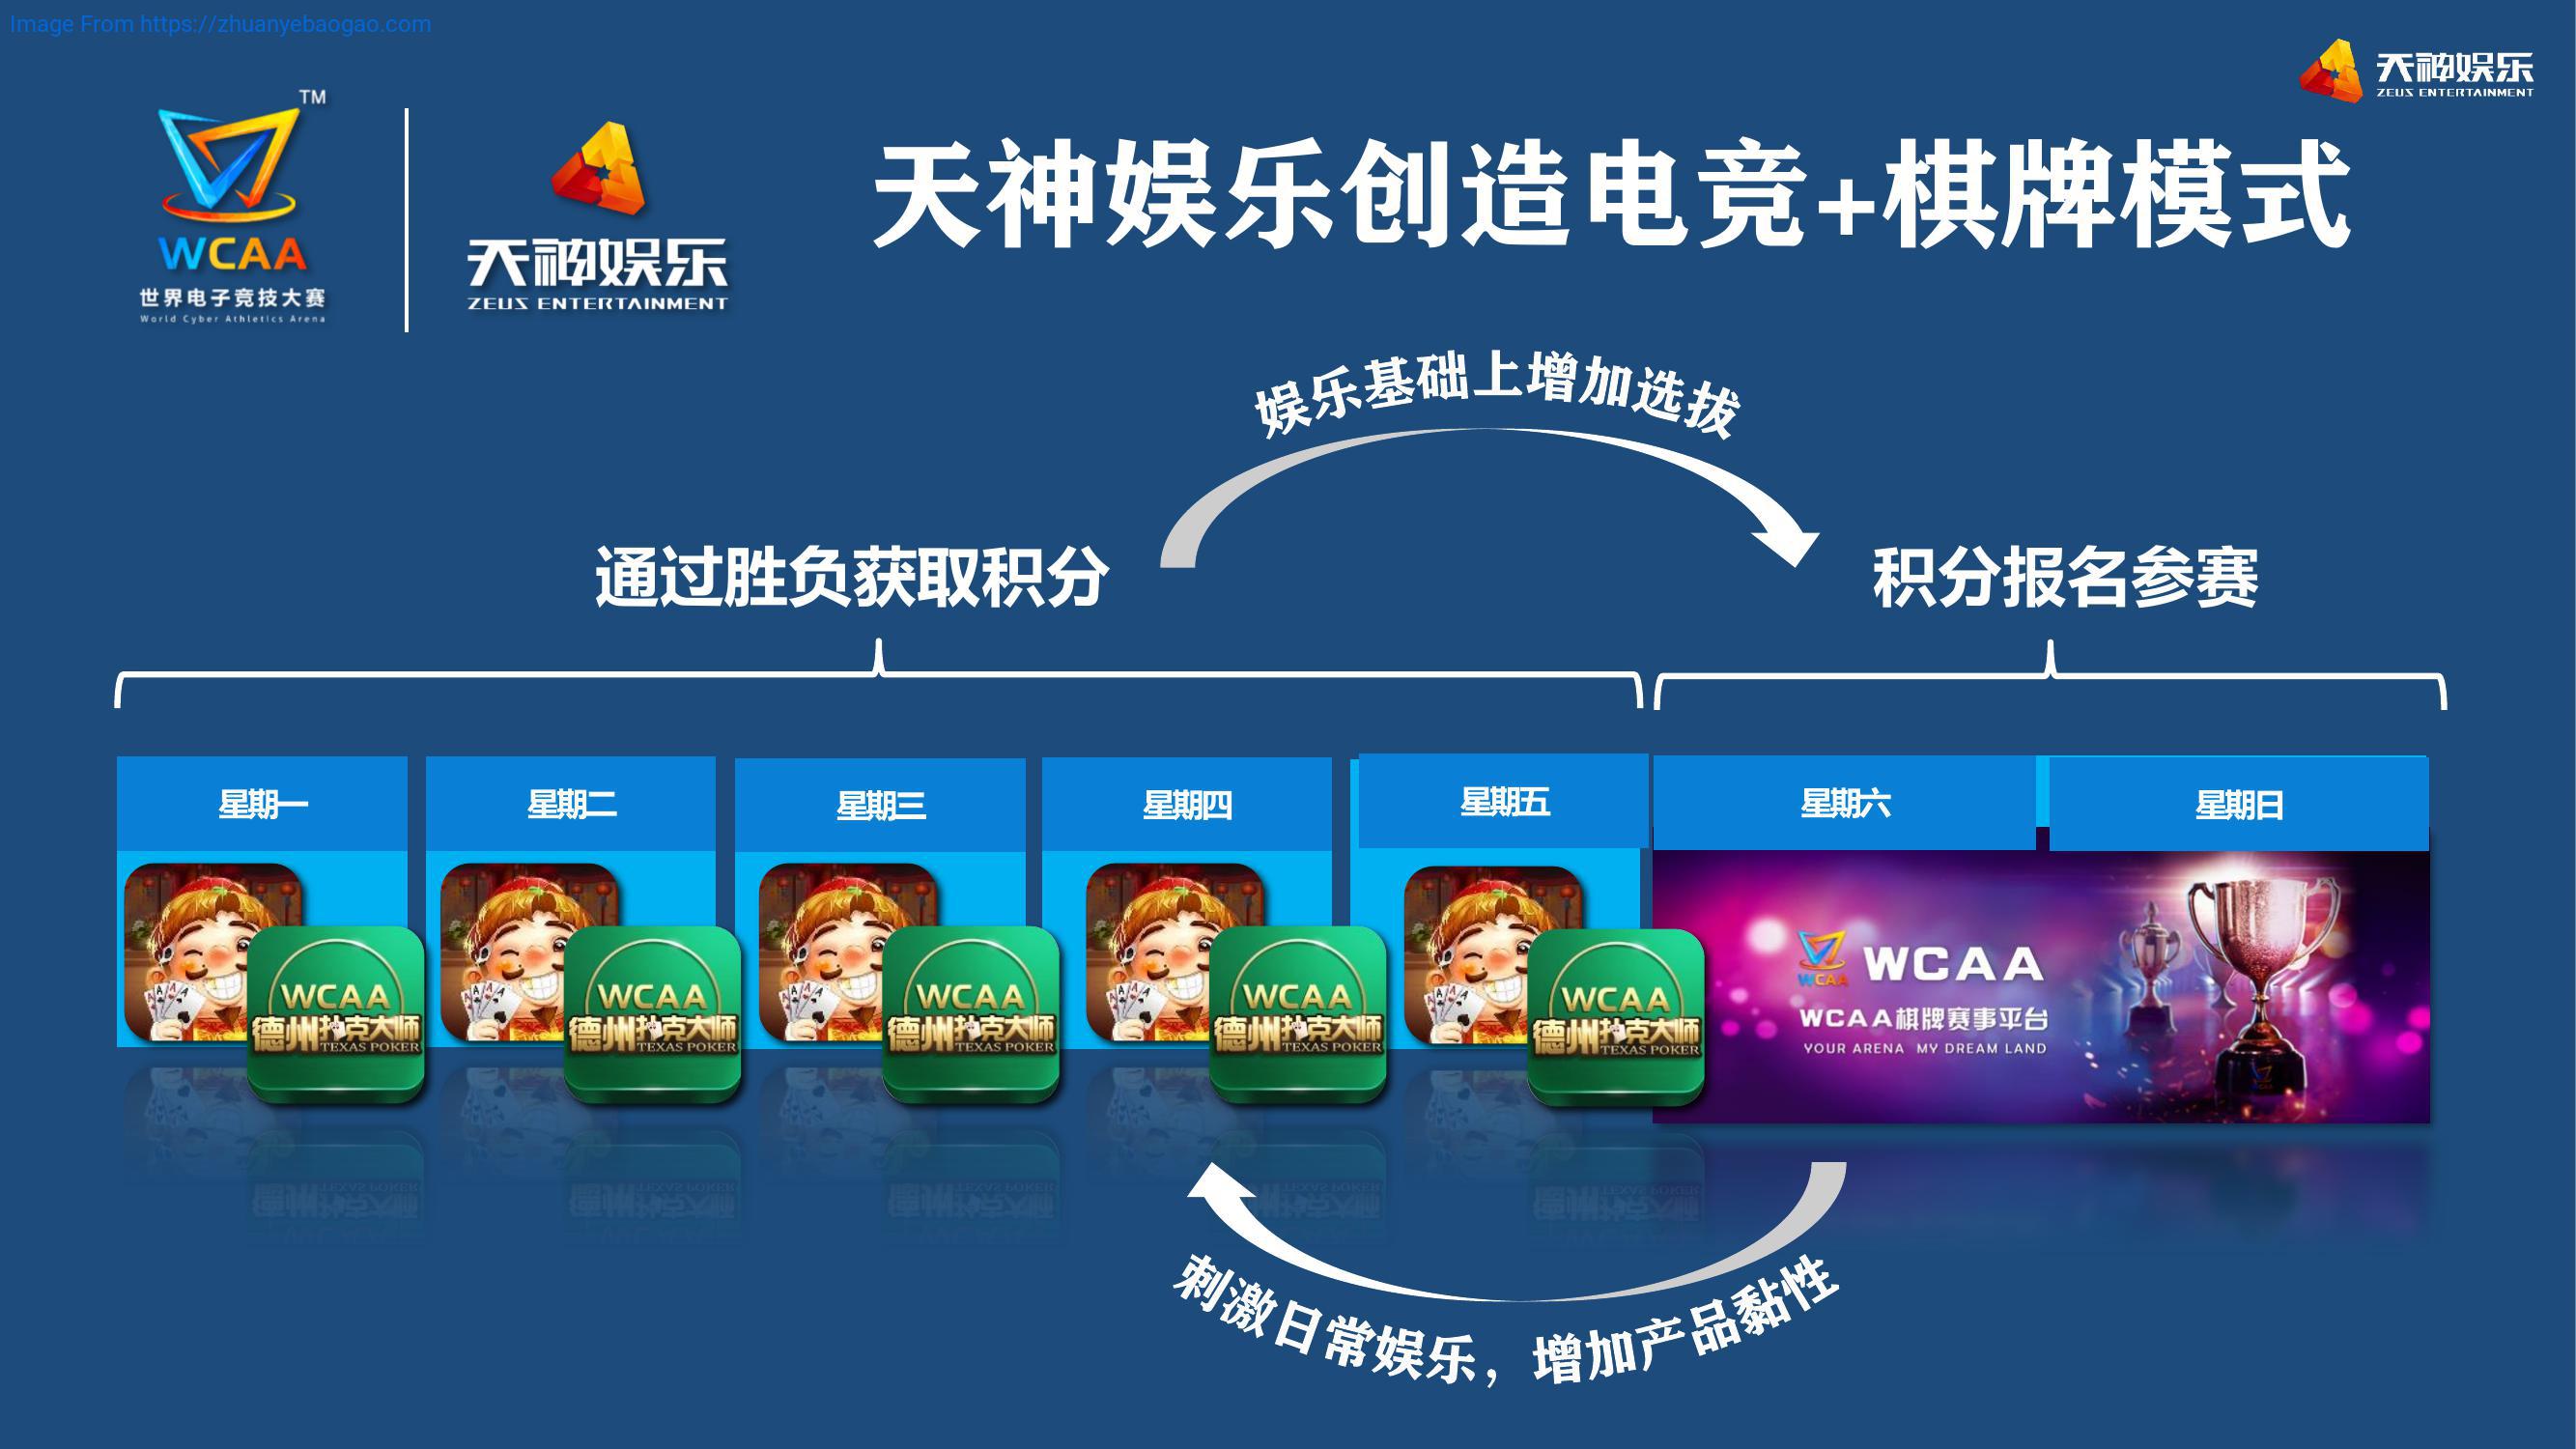 Image From https://zhuanyebaogao.com
天神娱乐
ZEUS ENTERTAINMENT
TM
WCAA
世界电子竞技大赛
World Cyber Athletics Arena
天神娱乐
ZEUS ENTERTAINMENT
天神娱乐创造电竞+棋牌模式
娱乐基础上增加选拔
通过胜负获取积分
积分报名参赛
星期一
星期二
星期三
星期四
星期五
星期六
星期日
WCAA
德州扑克大师
TEXAS POKER
WCAA
德州扑克大师
TEXAS POKER
WCAA
德州扑克大师
TEXAS POKER
WCAA
德州扑克大师
TEXAS POKER
WCAA
德州扑克大师
TEXAS POKER
WCAA
WCAA
WCAA棋牌赛事平台
YOUR ARENA MY DREAM LAND
刺激日常娱乐，增加产品黏性